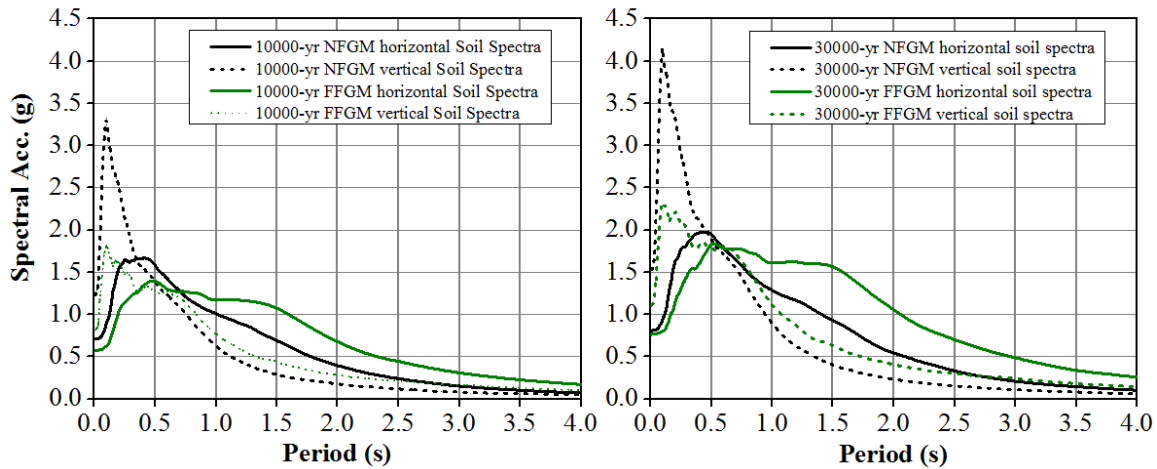 Spectral Acc. (g)
4.5
4.0
3.5
3.0
2.5
2.0
1.5
1.0
0.5
0.0
10000-yr NFGM horizontal Soil Spectra
10000-yr NFGM vertical Soil Spectra
10000-yr FFGM horizontal Soil Spectra
10000-yr FFGM vertical Soil Spectra
0.0 0.5 1.0 1.5 2.0 2.5 3.0 3.5 4.0
Period (s)
4.5
4.0
3.5
3.0
2.5
2.0
1.5
1.0
0.5
0.0
30000-yr NFGM horizontal soil spectra
30000-yr NFGM vertical soil spectra
30000-yr FFGM horizontal soil spectra
30000-yr FFGM vertical soil spectra
0.0 0.5 1.0 1.5 2.0 2.5 3.0 3.5 4.0
Period (s)